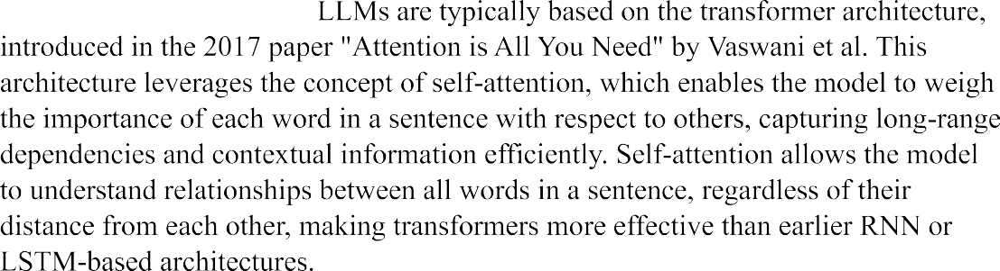 LLMs are typically based on the transformer architecture,
introduced in the 2017 paper "Attention is All You Need" by Vaswani et al. This
architecture leverages the concept of self-attention, which enables the model to weigh
the importance of each word in a sentence with respect to others, capturing long-range
dependencies and contextual information efficiently. Self-attention allows the model
to understand relationships between all words in a sentence, regardless of their
distance from each other, making transformers more effective than earlier RNN or
LSTM-based architectures.